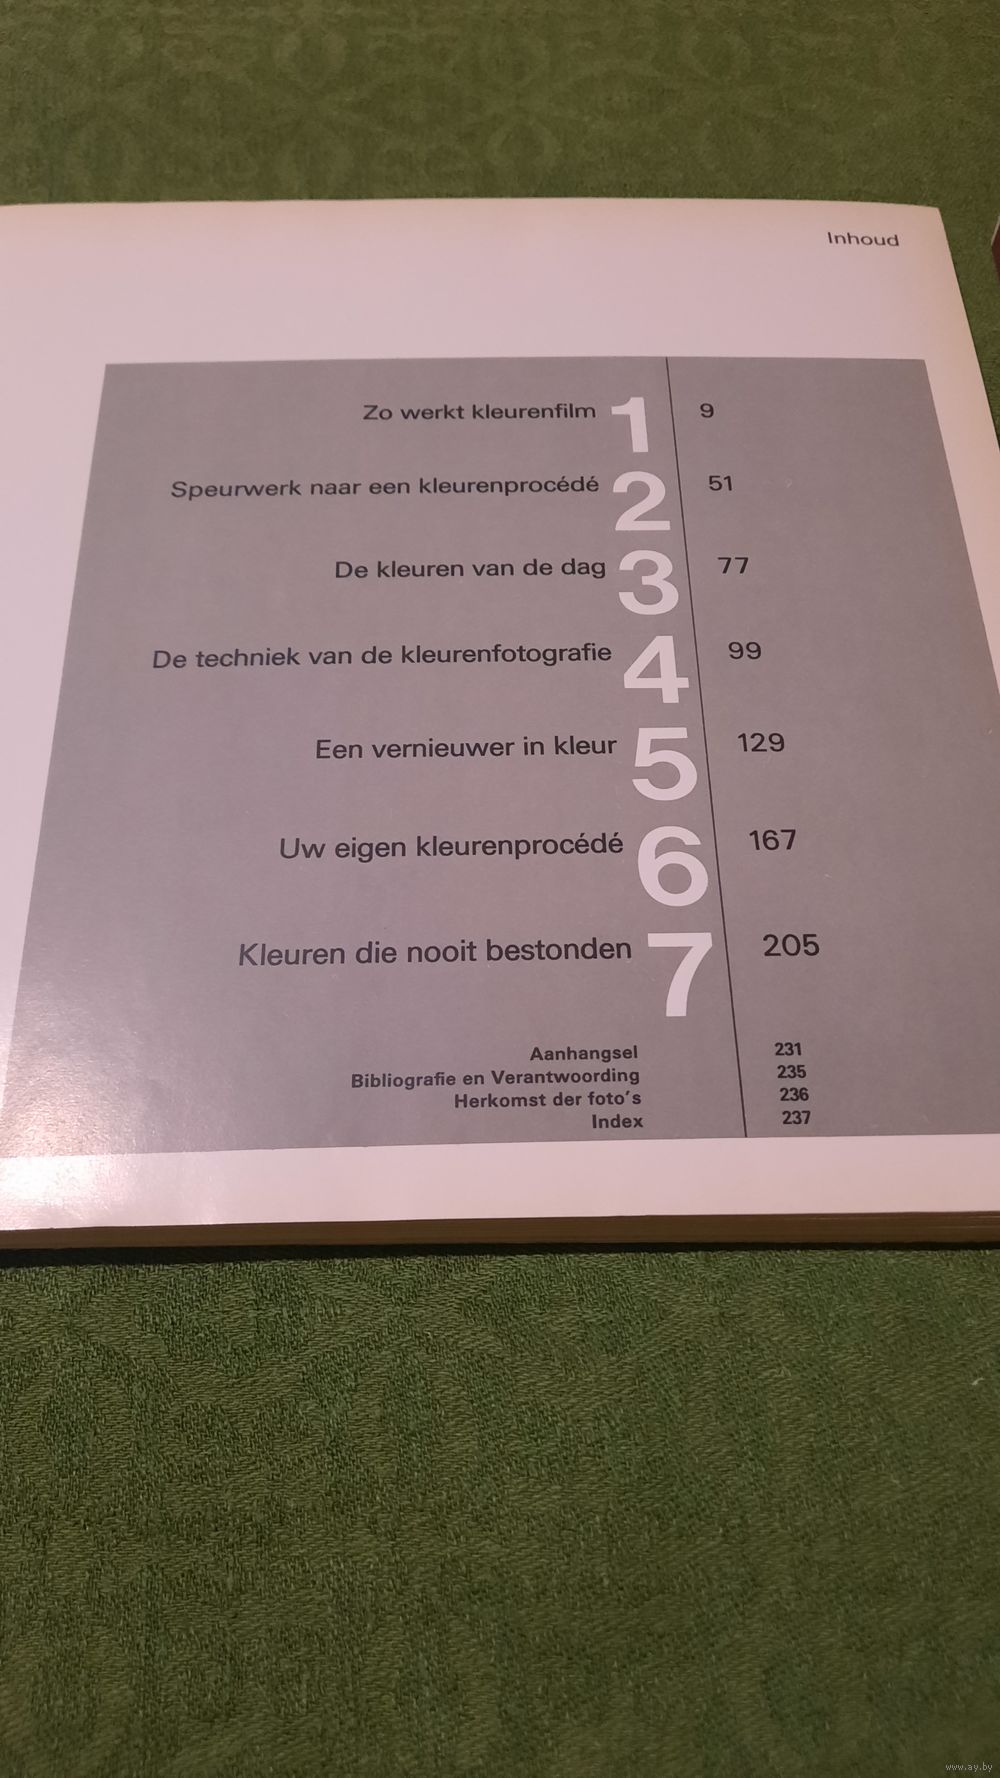 Inhoud
Zo werkt kleurenfilm 1 9
Speurwerk naar een kleurenprocédé 2 51
De kleuren van de dag 3 77
De techniek van de kleurenfotografie 4 99
Een vernieuwer in kleur 5 129
Uw eigen kleurenprocédé 6 167
Kleuren die nooit bestonden 7 205
Aanhangsel 231
Bibliografie en Verantwoording 235
Herkomst der foto's 236
Index 237
www.ay.by